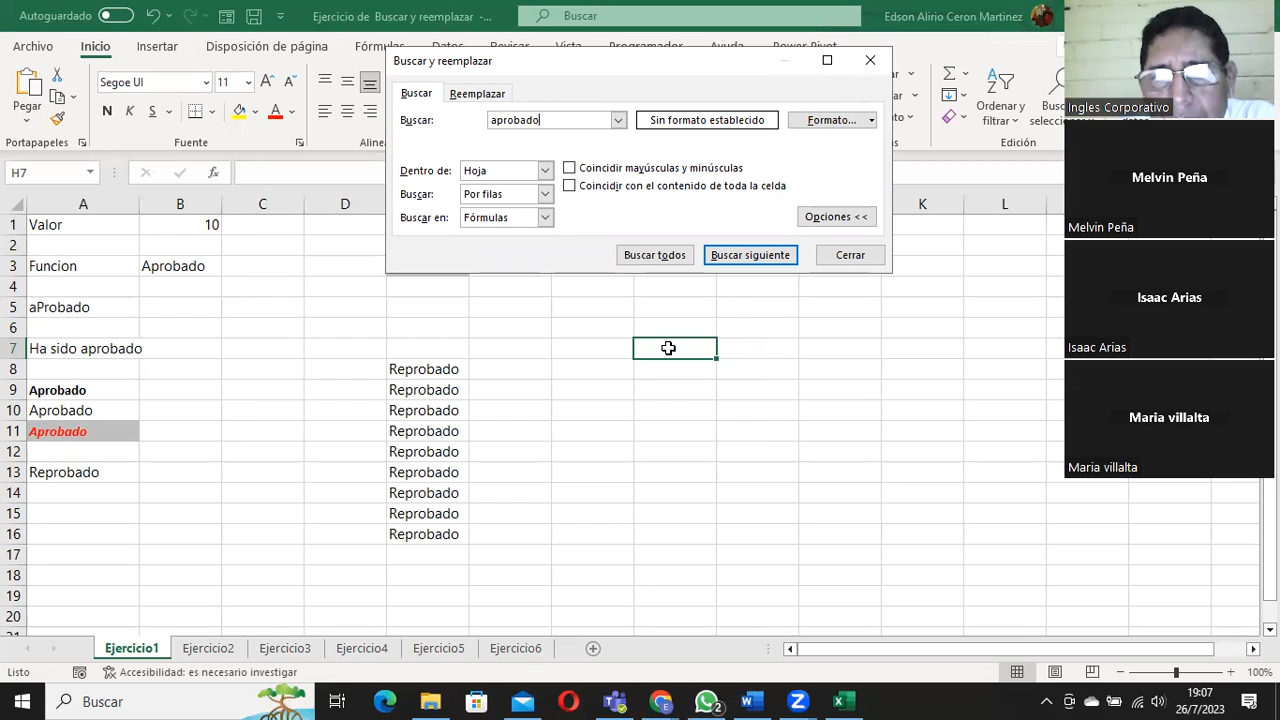 Autoguardado
Ejercicio de Buscar y reemplazar
Buscar
Edson Alirio Ceron Martinez
Archivo Inicio Insertar Disposición de página Fórmulas Datos Revisar Vista Programador Ayuda Power Pivot
Buscar y reemplazar
Buscar Reemplazar
Buscar: aprobado Sin formato establecido Formato...
Dentro de: Hoja Coincidir mayúsculas y minúsculas
Buscar: Por filas Coincidir con el contenido de toda la celda
Buscar en: Fórmulas Opciones <<
Buscar todos Buscar siguiente Cerrar
Pegar
Segoe UI 11
N K S
Portapapeles Fuente
Ordenar y
Edición
H7
fx
A B C D K L
1 Valor 10
2
3 Funcion Aprobado
4
5 aProbado
6
7 Ha sido aprobado
8 Reprobado
9 Aprobado Reprobado
10 Aprobado Reprobado
11 Aprobado Reprobado
12 Reprobado
13 Reprobado Reprobado
14 Reprobado
15 Reprobado
16 Reprobado
17
18
19
20
Ingles Corporativo
Melvin Peña
Melvin Peña
Isaac Arias
Isaac Arias
Maria villalta
Maria villalta
Ejercicio1 Ejercicio2 Ejercicio3 Ejercicio4 Ejercicio5 Ejercicio6
Listo Accesibilidad: es necesario investigar 100%
Buscar
2
19:07
26/7/2023